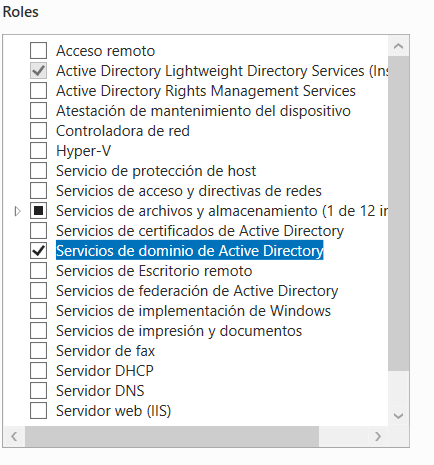 Roles
Acceso remoto
Active Directory Lightweight Directory Services (Ins
Active Directory Rights Management Services
Atestación de mantenimiento del dispositivo
Controladora de red
Hyper-V
Servicio de protección de host
Servicios de acceso y directivas de redes
Servicios de archivos y almacenamiento (1 de 12 in
Servicios de certificados de Active Directory
Servicios de dominio de Active Directory
Servicios de Escritorio remoto
Servicios de federación de Active Directory
Servicios de implementación de Windows
Servicios de impresión y documentos
Servidor de fax
Servidor DHCP
Servidor DNS
Servidor web (IIS)